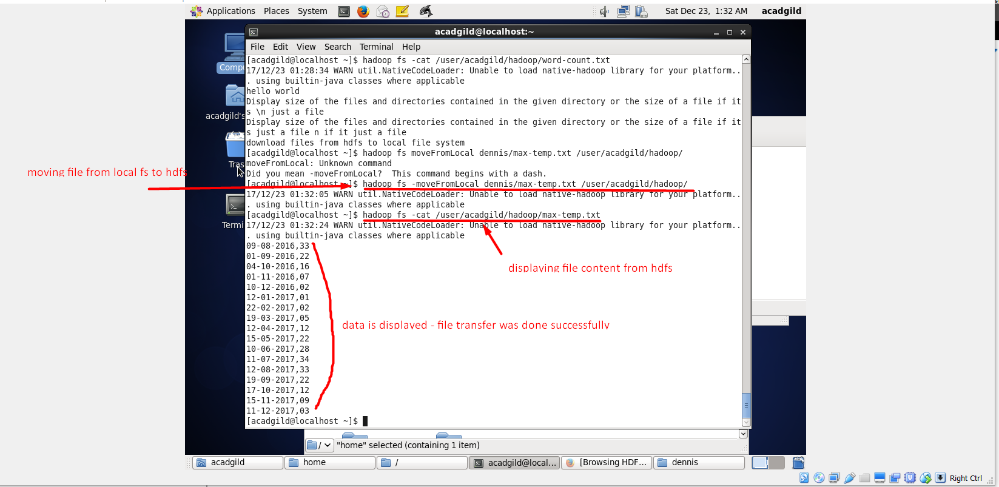 Applications Places System Sat Dec 23, 1:32 AM acadgild
acadgild@localhost:~
File Edit View Search Terminal Help
[acadgild@localhost ~]$ hadoop fs -cat /user/acadgild/hadoop/word-count.txt
17/12/23 01:28:34 WARN util.NativeCodeLoader: Unable to load native-hadoop library for your platform..
. using builtin-java classes where applicable
hello world
Display size of the files and directories contained in the given directory or the size of a file if it
s \n just a file
Display size of the files and directories contained in the given directory or the size of a file if it
s just a file n if it just a file
download files from hdfs to local file system
[acadgild@localhost ~]$ hadoop fs moveFromLocal dennis/max-temp.txt /user/acadgild/hadoop/
moveFromLocal: Unknown command
Did you mean -moveFromLocal?  This command begins with a dash.
[acadgild@localhost ~]$ hadoop fs -moveFromLocal dennis/max-temp.txt /user/acadgild/hadoop/
17/12/23 01:32:05 WARN util.NativeCodeLoader: Unable to load native-hadoop library for your platform..
. using builtin-java classes where applicable
[acadgild@localhost ~]$ hadoop fs -cat /user/acadgild/hadoop/max-temp.txt
17/12/23 01:32:24 WARN util.NativeCodeLoader: Unable to load native-hadoop library for your platform..
. using builtin-java classes where applicable
09-08-2016,33
01-09-2016,22
04-10-2016,16
01-11-2016,07
10-12-2016,02
12-01-2017,01
22-02-2017,02
19-03-2017,05
12-04-2017,12
15-05-2017,22
10-06-2017,28
11-07-2017,34
12-08-2017,33
19-09-2017,22
17-10-2017,12
15-11-2017,09
11-12-2017,03
[acadgild@localhost ~]$
Compu
acadgild's
Tras
Termi
moving file from local fs to hdfs
displaying file content from hdfs
data is displayed - file transfer was done successfully
/ "home" selected (containing 1 item)
acadgild home / acadgild@local... [Browsing HDF... dennis
Right Ctrl